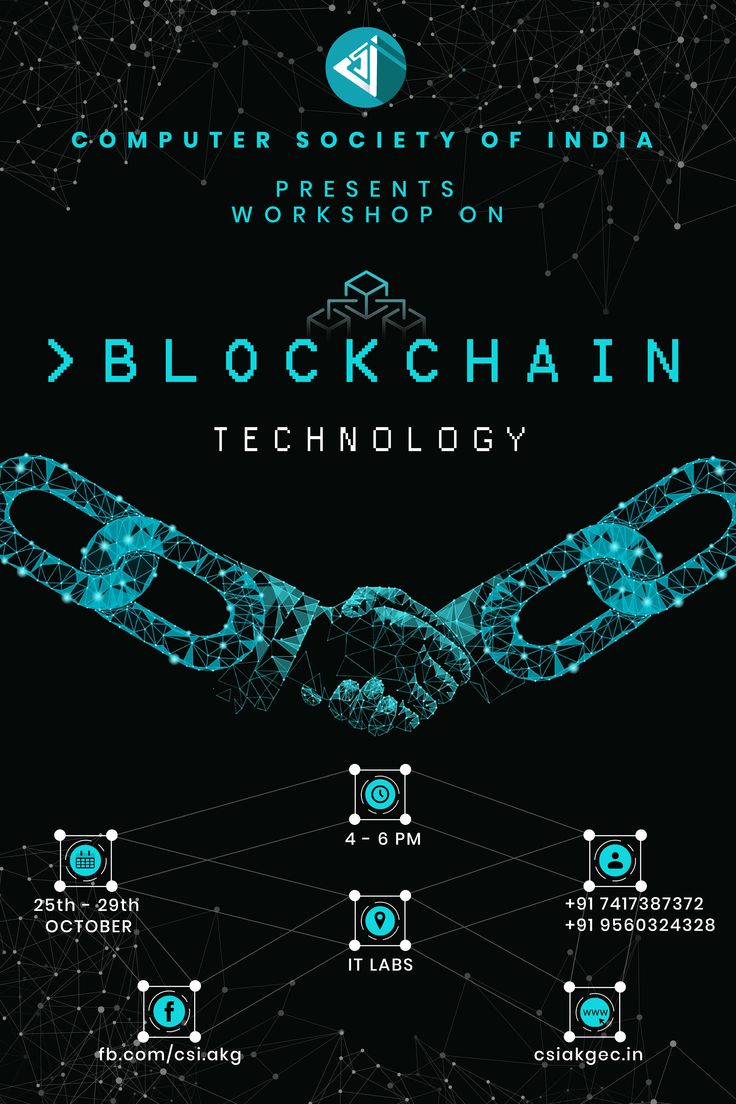 COMPUTER SOCIETY OF INDIA
PRESENTS
WORKSHOP ON
>BLOCKCHAIN
TECHNOLOGY
4 - 6 PM
25th - 29th
OCTOBER
+91 7417387372
+91 9560324328
IT LABS
f
www
fb.com/csi.akg
csiakgec.in